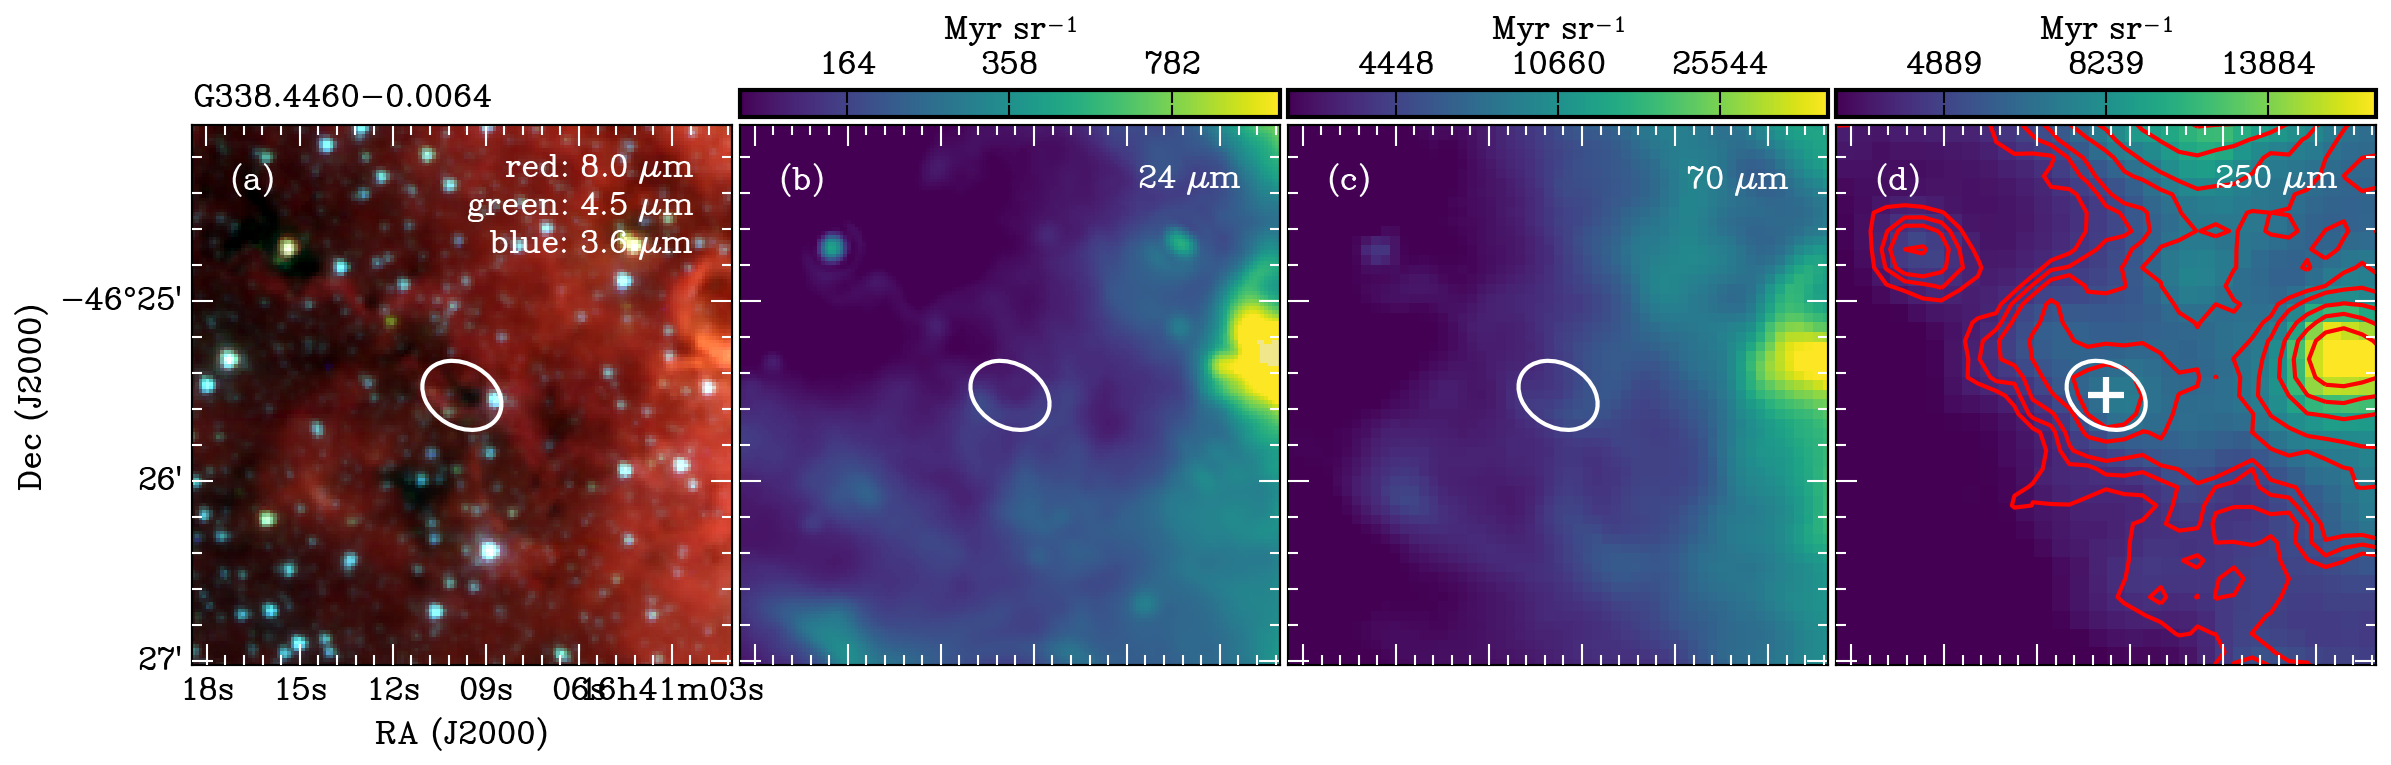 Myr sr⁻¹ Myr sr⁻¹ Myr sr⁻¹
164 358 782 4448 10660 25544 4889 8239 13884
G338.4460−0.0064
(a) red: 8.0 μm
green: 4.5 μm
blue: 3.6 μm
(b) 24 μm
(c) 70 μm
(d) 250 μm
Dec (J2000)
−46°25'
26'
27'
18s 15s 12s 09s 06s 16h41m03s
RA (J2000)